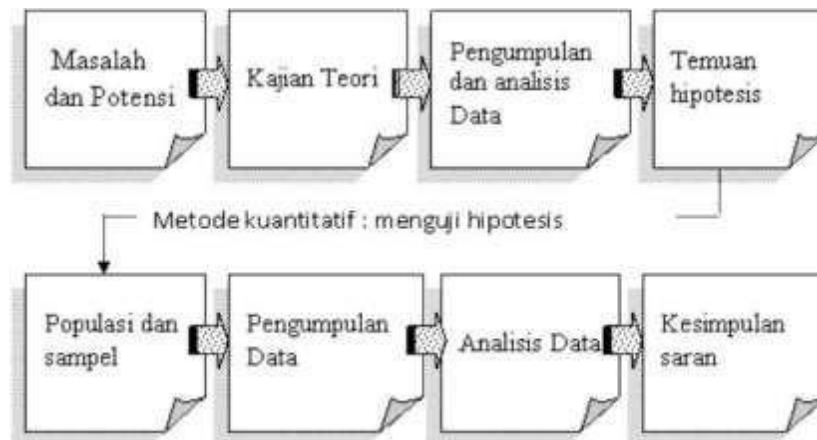 Masalah
dan Potensi
Kajian Teori
Pengumpulan
dan analisis
Data
Temuan
hipotesis
Metode kuantitatif : menguji hipotesis
Populasi dan
sampel
Pengumpulan
Data
Analisis Data
Kesimpulan
saran